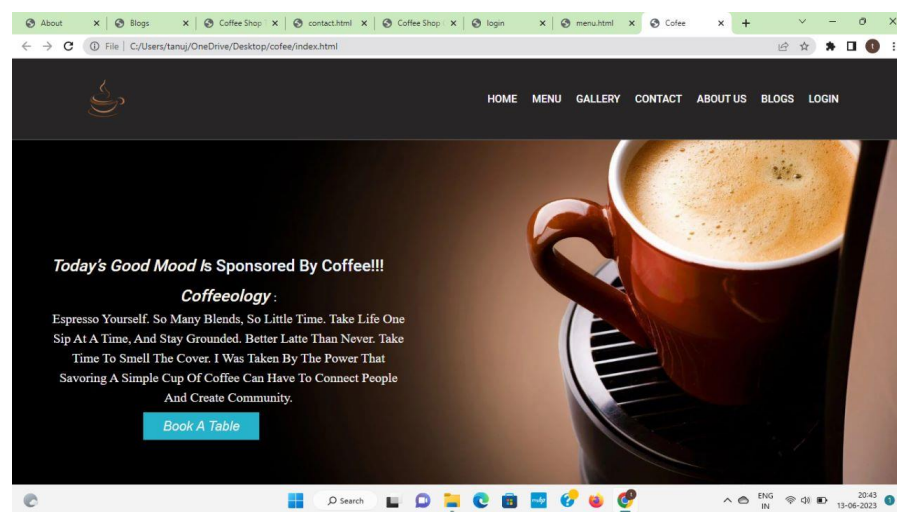 About
Blogs
Coffee Shop
contact.html
Coffee Shop
login
menu.html
Cofee
File C:/Users/tanuj/OneDrive/Desktop/cofee/index.html
t
HOME MENU GALLERY CONTACT ABOUT US BLOGS LOGIN
Today's Good Mood Is Sponsored By Coffee!!!
Coffeeology :
Espresso Yourself. So Many Blends, So Little Time. Take Life One
Sip At A Time, And Stay Grounded. Better Latte Than Never. Take
Time To Smell The Cover. I Was Taken By The Power That
Savoring A Simple Cup Of Coffee Can Have To Connect People
And Create Community.
Book A Table
Search
ENG
IN
20:43
13-06-2023
1